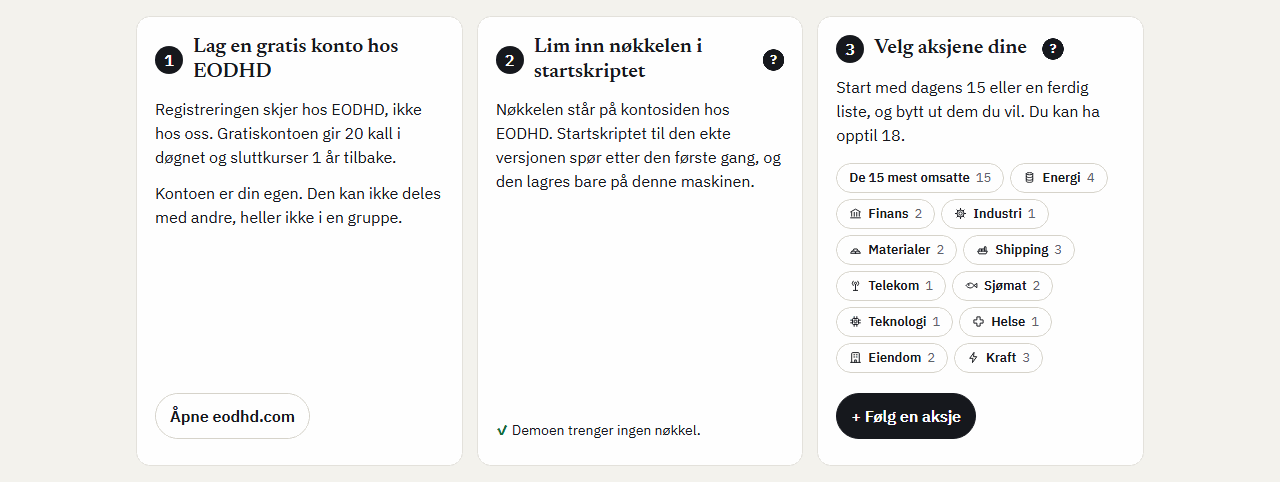 1 Lag en gratis konto hos
EODHD
Registreringen skjer hos EODHD, ikke
hos oss. Gratiskontoen gir 20 kall i
døgnet og sluttkurser 1 år tilbake.
Kontoen er din egen. Den kan ikke deles
med andre, heller ikke i en gruppe.
Åpne eodhd.com
2 Lim inn nøkkelen i
startskriptet ?
Nøkkelen står på kontosiden hos
EODHD. Startskriptet til den ekte
versjonen spør etter den første gang, og
den lagres bare på denne maskinen.
✓ Demoen trenger ingen nøkkel.
3 Velg aksjene dine ?
Start med dagens 15 eller en ferdig
liste, og bytt ut dem du vil. Du kan ha
opptil 18.
De 15 mest omsatte 15 Energi 4
Finans 2 Industri 1
Materialer 2 Shipping 3
Telekom 1 Sjømat 2
Teknologi 1 Helse 1
Eiendom 2 Kraft 3
+ Følg en aksje